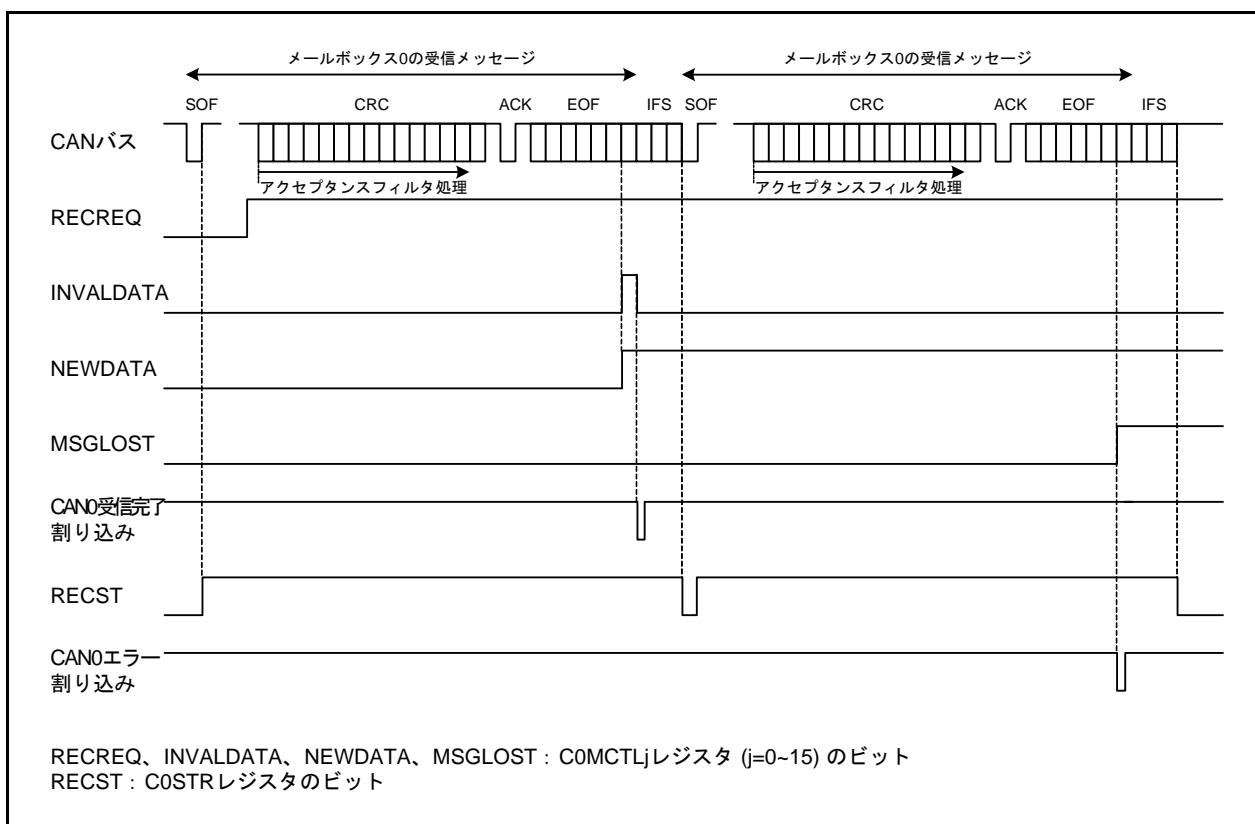 メールボックス0の受信メッセージ メールボックス0の受信メッセージ
SOF CRC ACK EOF IFS SOF CRC ACK EOF IFS
CANバス
アクセプタンスフィルタ処理 アクセプタンスフィルタ処理
RECREQ
INVALDATA
NEWDATA
MSGLOST
CAN0受信完了
割り込み
RECST
CAN0エラー
割り込み
RECREQ、INVALDATA、NEWDATA、MSGLOST：C0MCTLjレジスタ (j=0~15) のビット
RECST：C0STRレジスタのビット